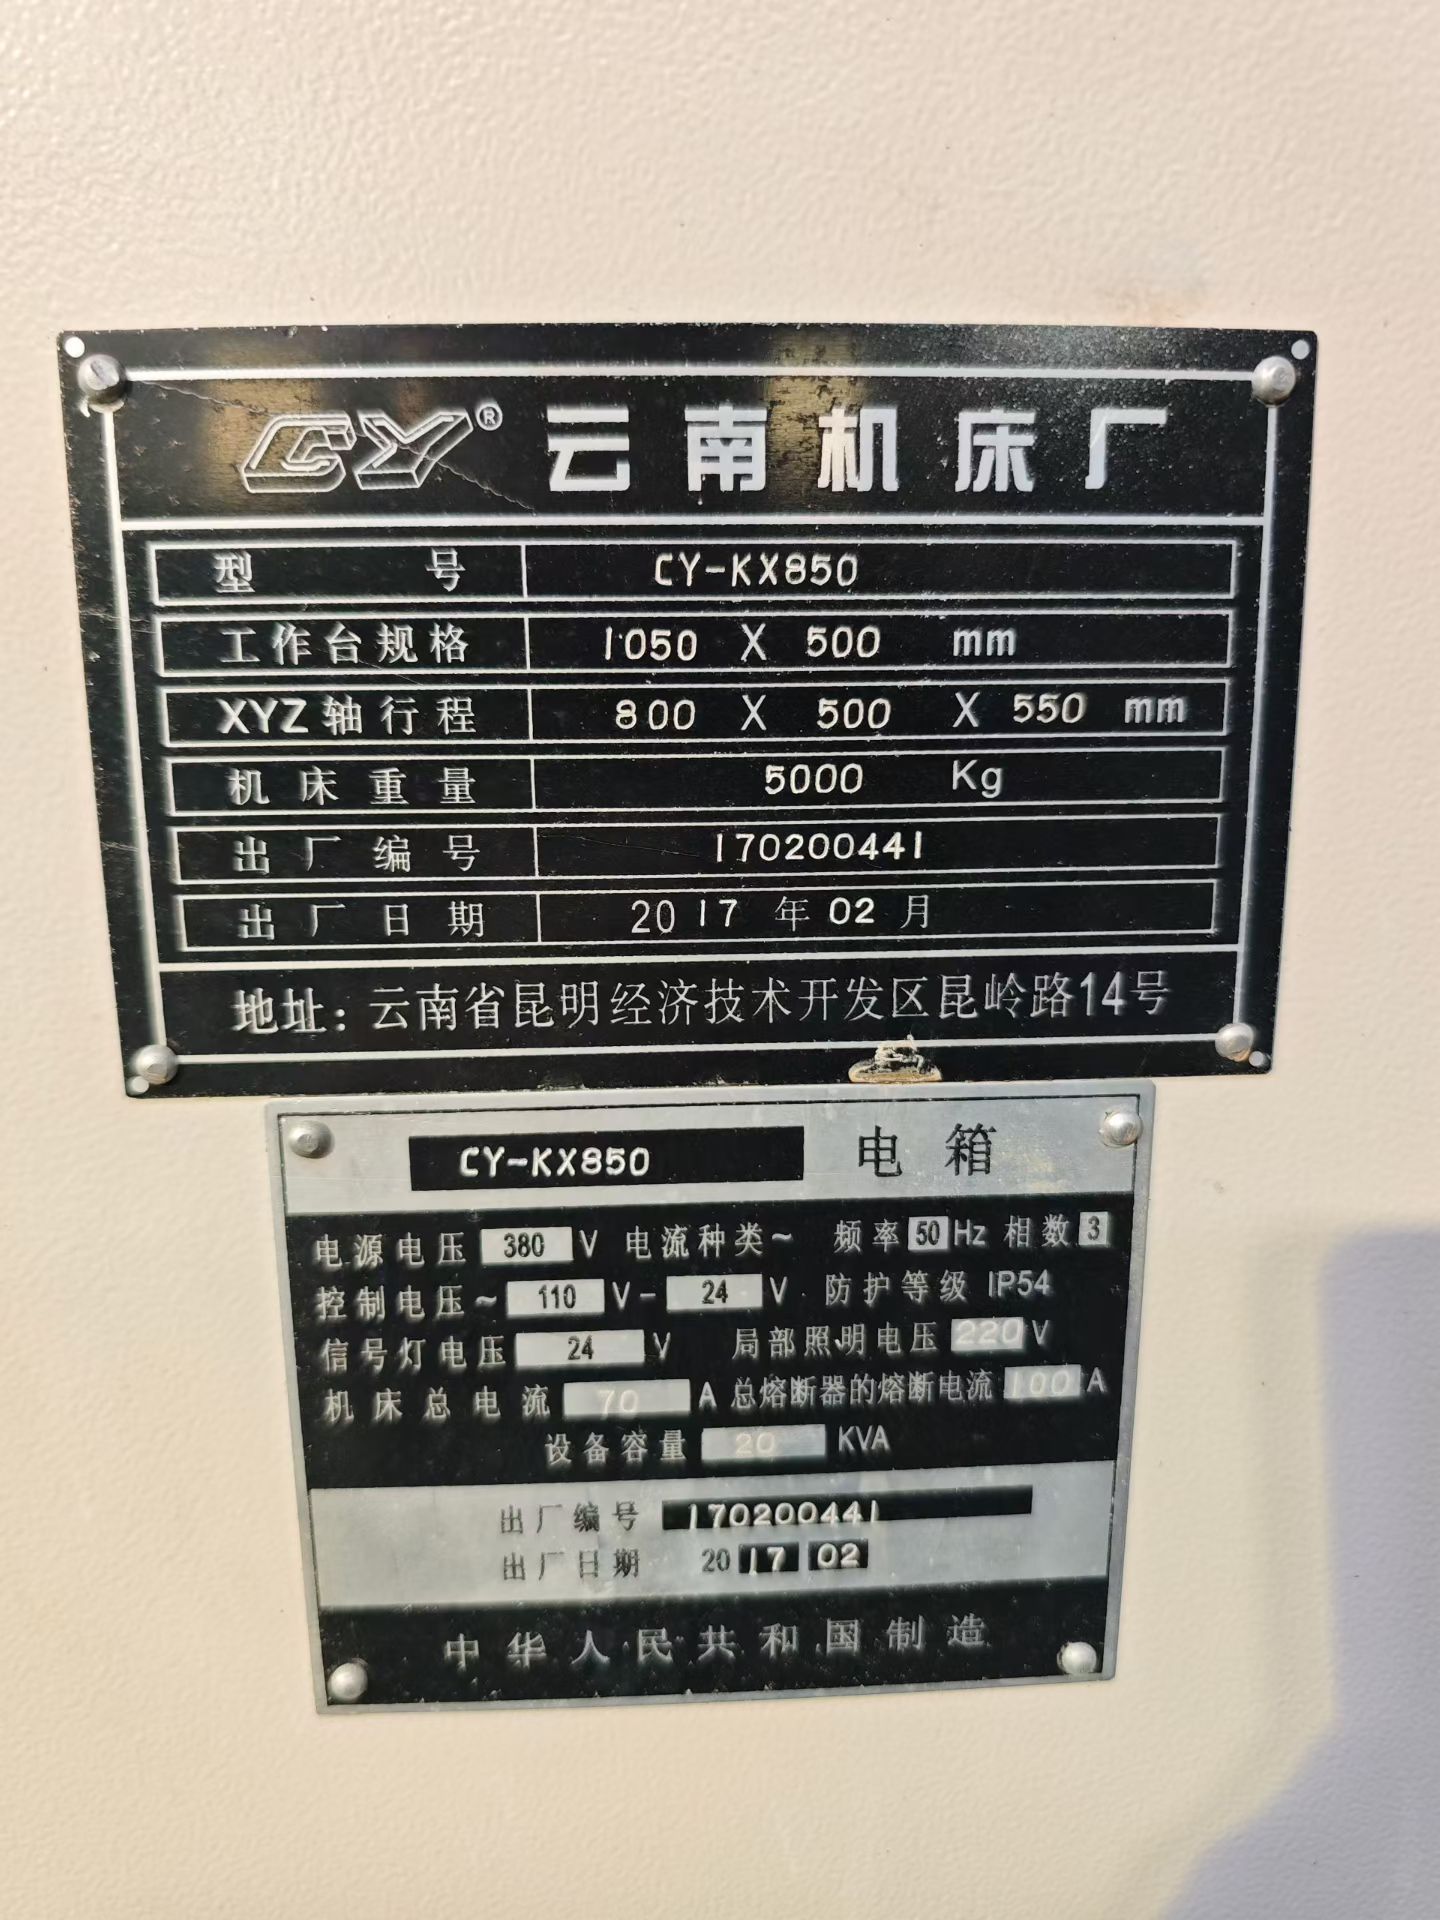 CY® 云南机床厂
型号 CY-KX850
工作台规格 1050 X 500 mm
XYZ轴行程 800 X 500 X 550 mm
机床重量 5000 Kg
出厂编号 170200441
出厂日期 2017年02月
地址：云南省昆明经济技术开发区昆岭路14号
CY-KX850 电箱
电源电压 380 V 电流种类~ 频率 50 Hz 相数 3
控制电压~ 110 V- 24 V 防护等级 IP54
信号灯电压 24 V 局部照明电压 220 V
机床总电流 70 A 总熔断器的熔断电流 100 A
设备容量 20 KVA
出厂编号 170200441
出厂日期 2017 02
中华人民共和国制造